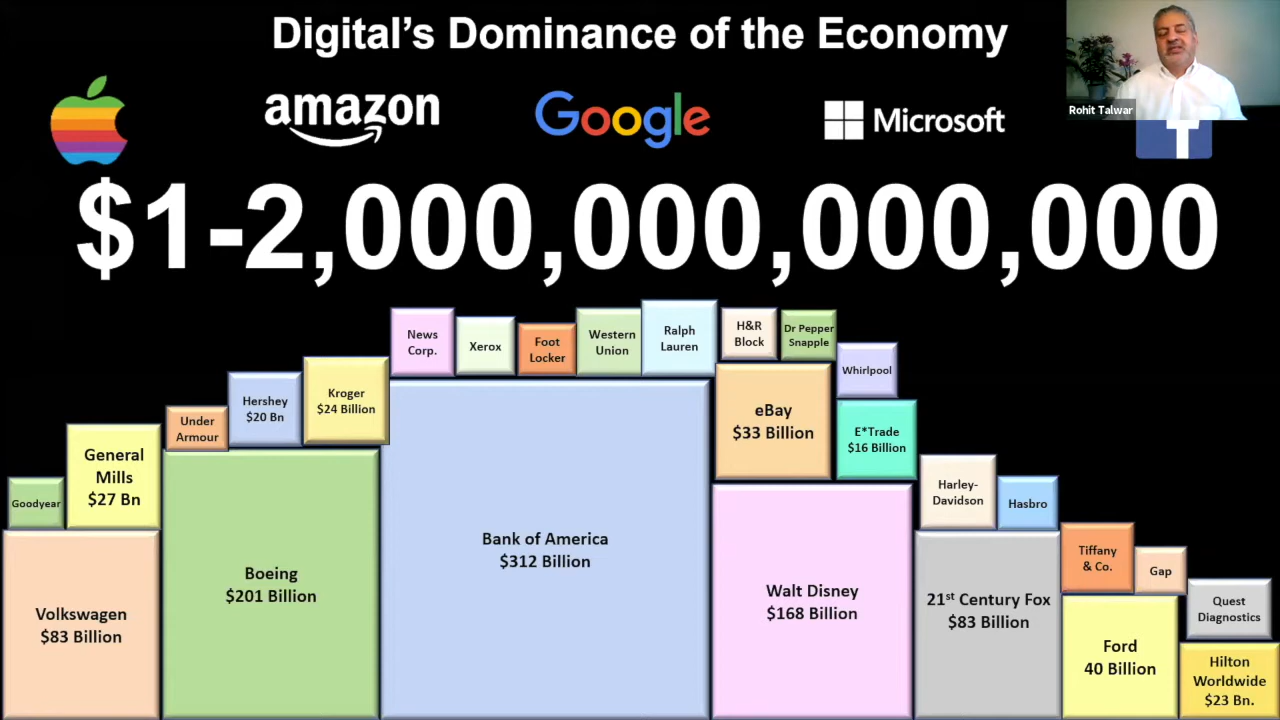 Digital's Dominance of the Economy
Rohit Talwar
amazon
Google
Microsoft
$1-2,000,000,000,000
News
Corp.
Xerox
Foot
Locker
Western
Union
Ralph
Lauren
H&R
Block
Dr Pepper
Snapple
Whirlpool
Kroger
$24 Billion
Hershey
$20 Bn
Under
Armour
General
Mills
$27 Bn
Goodyear
eBay
$33 Billion
E*Trade
$16 Billion
Harley-
Davidson
Hasbro
Tiffany
& Co.
Gap
Quest
Diagnostics
Volkswagen
$83 Billion
Boeing
$201 Billion
Bank of America
$312 Billion
Walt Disney
$168 Billion
21st Century Fox
$83 Billion
Ford
40 Billion
Hilton
Worldwide
$23 Bn.